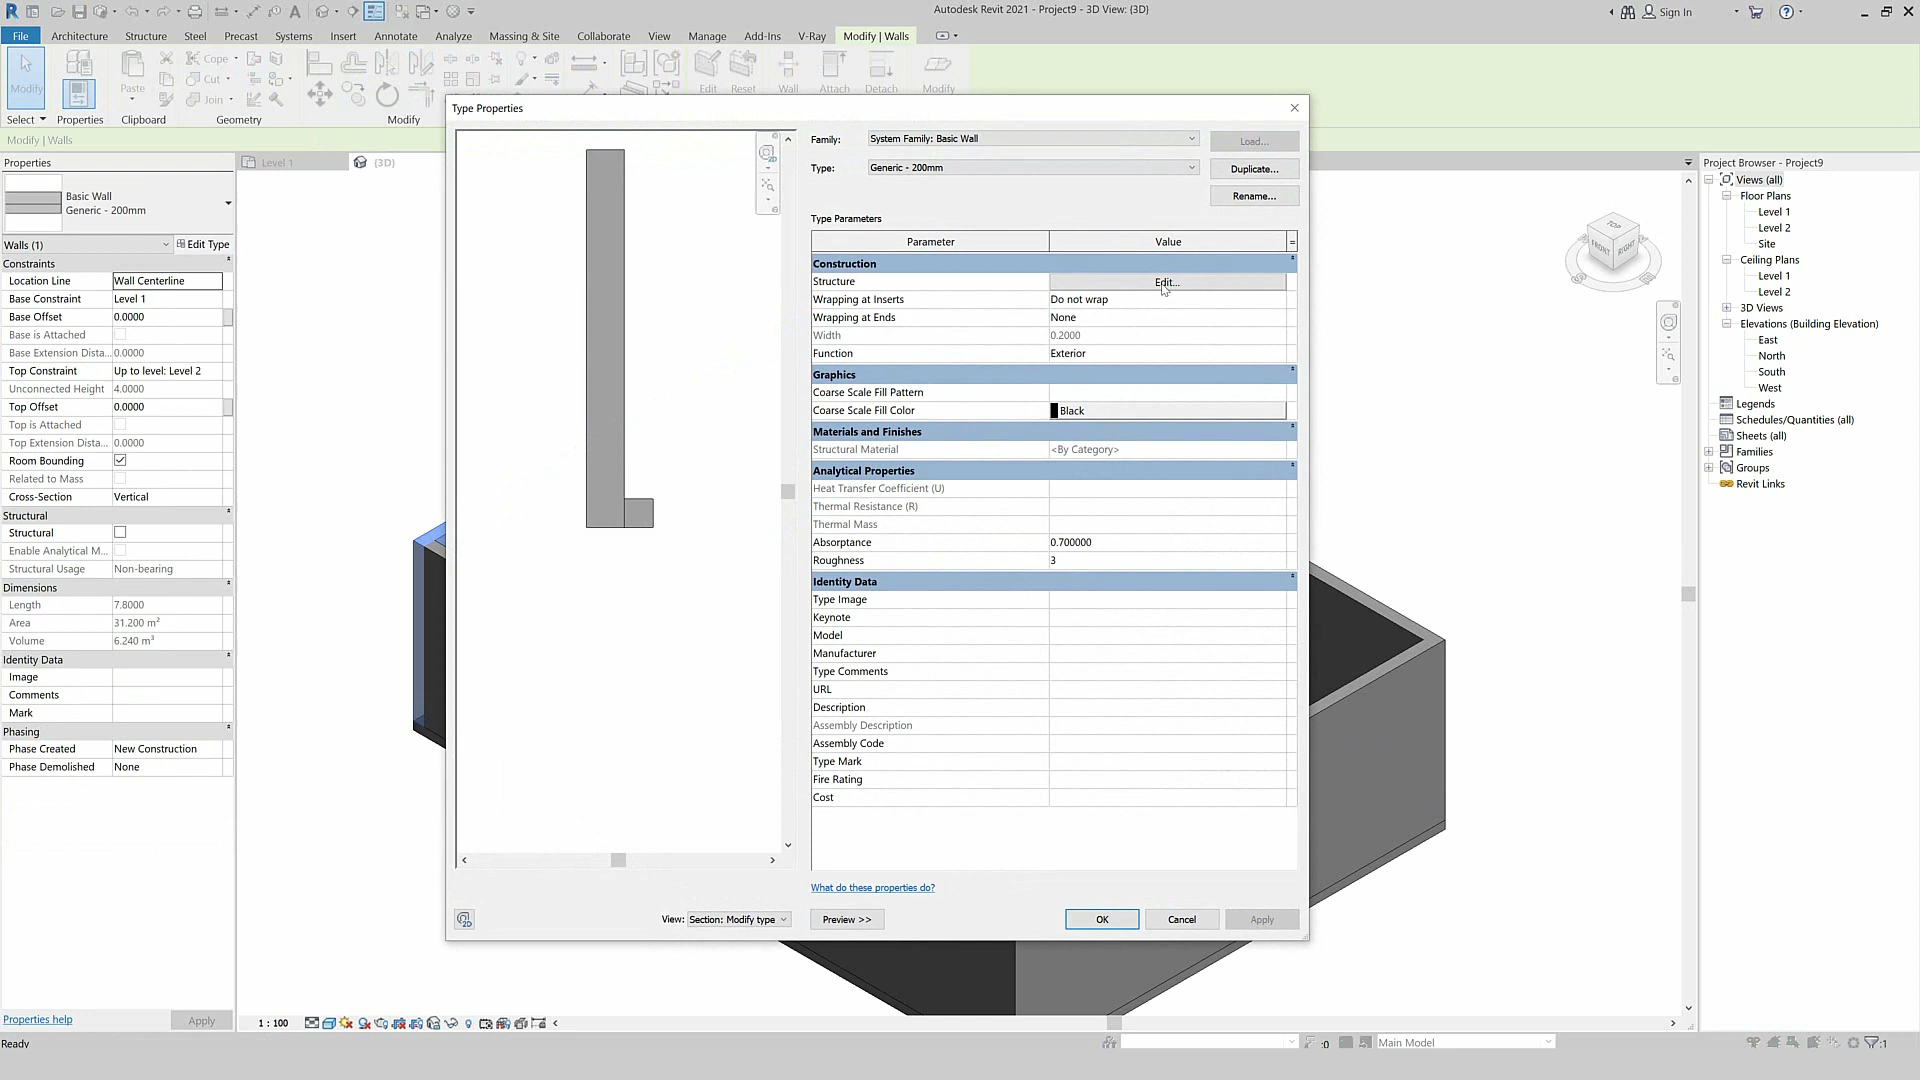 Autodesk Revit 2021 - Project9 - 3D View: {3D}
Sign In
File Architecture Structure Steel Precast Systems Insert Annotate Analyze Massing & Site Collaborate View Manage Add-Ins V-Ray Modify | Walls
Modify Paste Cope Cut Join Edit Reset Wall Attach Detach Modify
Select Properties Clipboard Geometry Modify
Modify | Walls
Properties
Level 1
{3D}
Basic Wall
Generic - 200mm
Walls (1)
Edit Type
Constraints
Location Line Wall Centerline
Base Constraint Level 1
Base Offset 0.0000
Base is Attached
Base Extension Dista... 0.0000
Top Constraint Up to level: Level 2
Unconnected Height 4.0000
Top Offset 0.0000
Top is Attached
Top Extension Dista... 0.0000
Room Bounding
Related to Mass
Cross-Section Vertical
Structural
Structural
Enable Analytical M...
Structural Usage Non-bearing
Dimensions
Length 7.8000
Area 31.200 m²
Volume 6.240 m³
Identity Data
Image
Comments
Mark
Phasing
Phase Created New Construction
Phase Demolished None
Properties help
Apply
Type Properties
Family: System Family: Basic Wall Load...
Type: Generic - 200mm Duplicate...
Rename...
Type Parameters
Parameter Value =
Construction
Structure Edit...
Wrapping at Inserts Do not wrap
Wrapping at Ends None
Width 0.2000
Function Exterior
Graphics
Coarse Scale Fill Pattern
Coarse Scale Fill Color Black
Materials and Finishes
Structural Material <By Category>
Analytical Properties
Heat Transfer Coefficient (U)
Thermal Resistance (R)
Thermal Mass
Absorptance 0.700000
Roughness 3
Identity Data
Type Image
Keynote
Model
Manufacturer
Type Comments
URL
Description
Assembly Description
Assembly Code
Type Mark
Fire Rating
Cost
What do these properties do?
View: Section: Modify type Preview >> OK Cancel Apply
TOP
FRONT
RIGHT
Project Browser - Project9
Views (all)
Floor Plans
Level 1
Level 2
Site
Ceiling Plans
Level 1
Level 2
3D Views
Elevations (Building Elevation)
East
North
South
West
Legends
Schedules/Quantities (all)
Sheets (all)
Families
Groups
Revit Links
1 : 100
Ready
:0
Main Model
:1